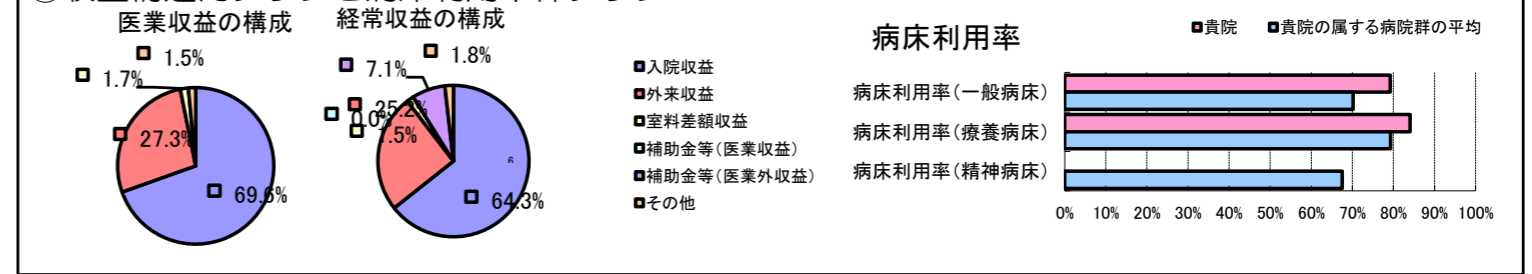 医業収益の構成
経常収益の構成
1.5%
1.7%
27.3%
69.6%
1.8%
7.1%
25.2%
0.0%
1.5%
64.3%
■入院収益
■外来収益
■室料差額収益
■補助金等(医業収益)
■補助金等(医業外収益)
■その他
病床利用率
■貴院 ■貴院の属する病院群の平均
病床利用率(一般病床)
病床利用率(療養病床)
病床利用率(精神病床)
0% 10% 20% 30% 40% 50% 60% 70% 80% 90% 100%